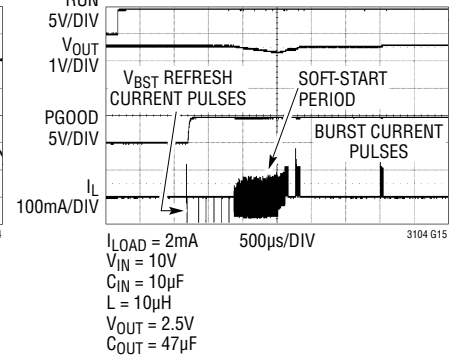 RUN
5V/DIV
VOUT
1V/DIV
VBST REFRESH
CURRENT PULSES
SOFT-START
PERIOD
PGOOD
5V/DIV
BURST CURRENT
PULSES
IL
100mA/DIV
ILOAD = 2mA
500µs/DIV
3104 G15
VIN = 10V
CIN = 10µF
L = 10µH
VOUT = 2.5V
COUT = 47µF